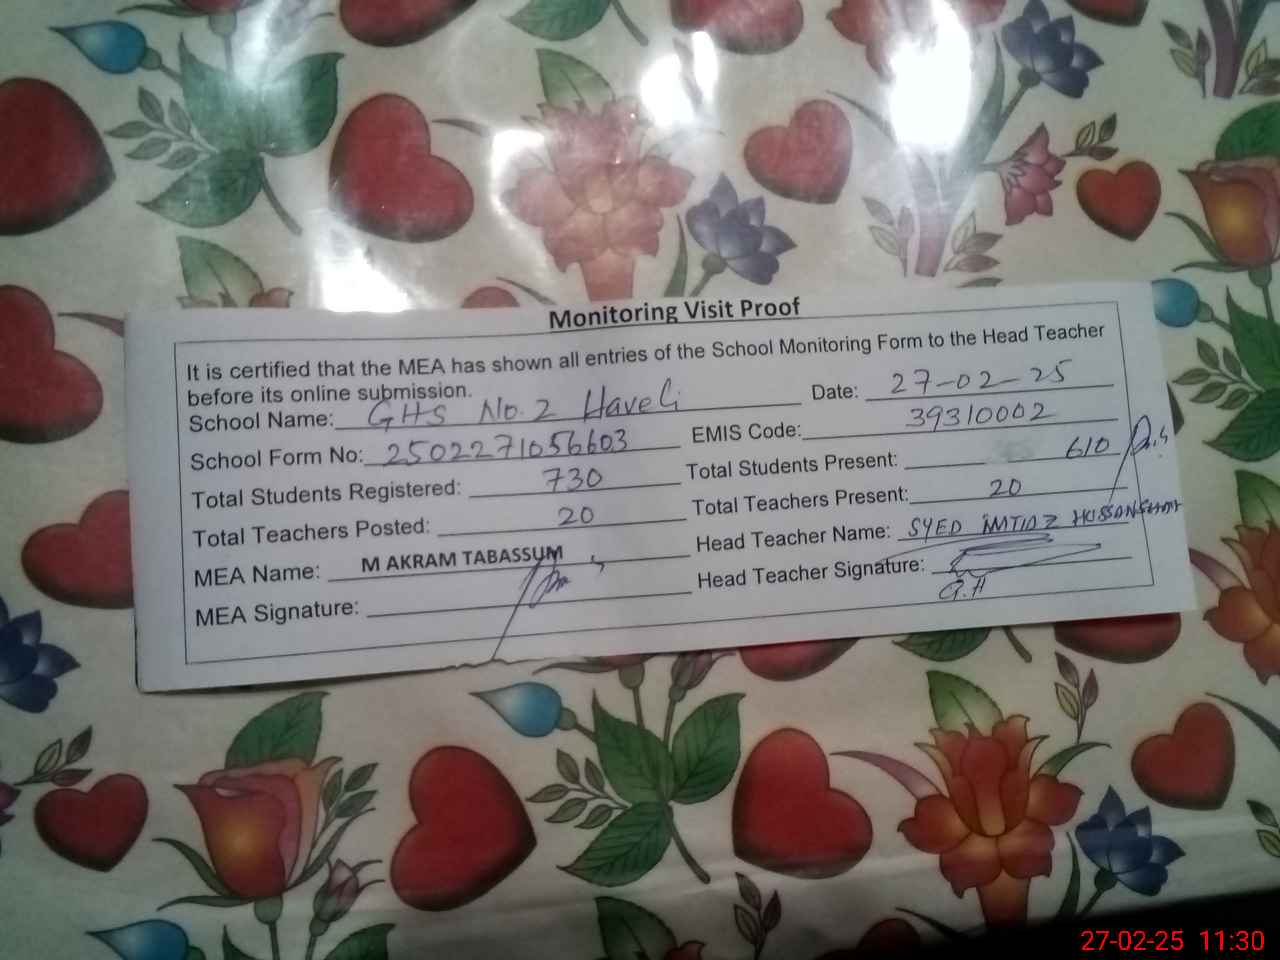 Monitoring Visit Proof
It is certified that the MEA has shown all entries of the School Monitoring Form to the Head Teacher
before its online submission.
School Name: GHS No. 2 Haveli Date: 27-02-25
School Form No: 2502271056603 EMIS Code: 39310002
Total Students Registered: 730 Total Students Present: 610
Total Teachers Posted: 20 Total Teachers Present: 20
MEA Name: M AKRAM TABASSUM Head Teacher Name: SYED IMTIAZ HUSSAN SHAH
MEA Signature: Head Teacher Signature:
27-02-25 11:30